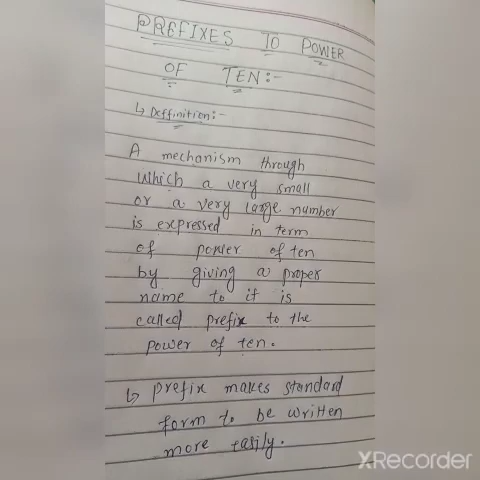 PREFIXES TO POWER
OF TEN:-
↳ Deffinition:-
A mechanism through
which a very small
or a very large number
is expressed in term
of power of ten
by giving a proper
name to it is
called prefix to the
power of ten.
↳ prefix makes standard
form to be written
more easily.
XRecorder